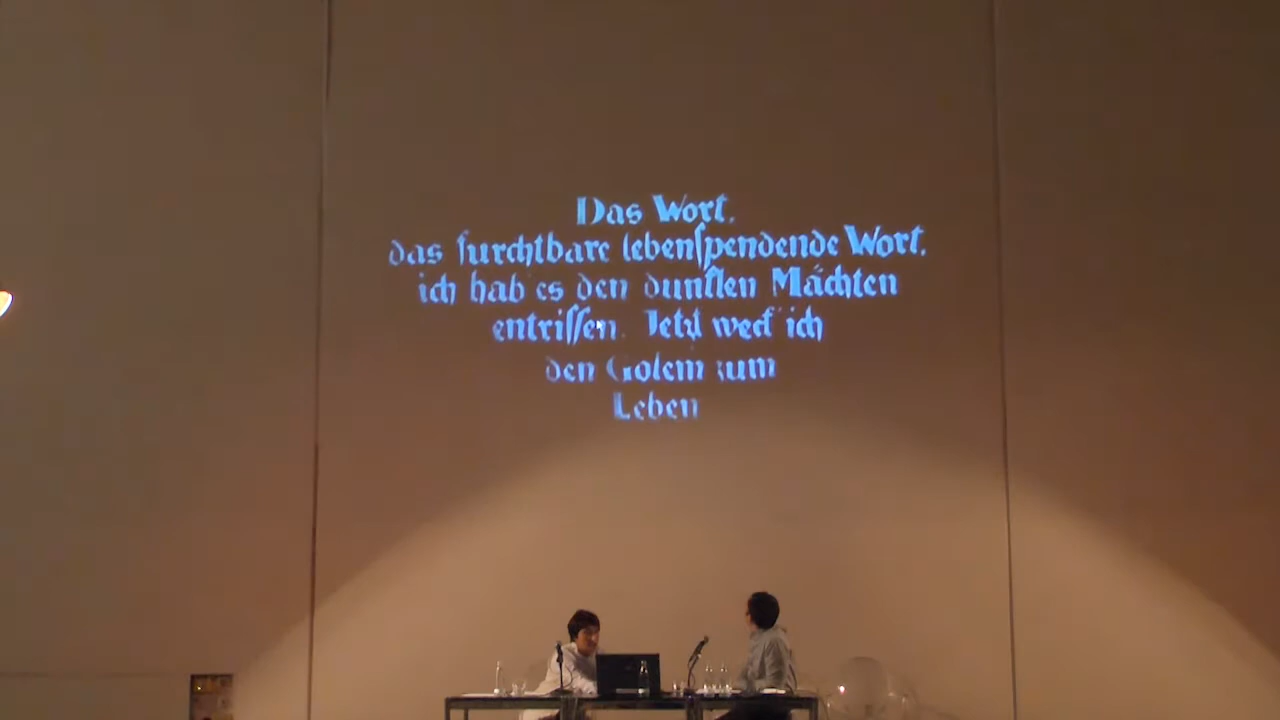 Das Wort,
das furchtbare lebenspendende Wort,
ich hab es den dunklen Mächten
entrissen. Jetzt weck' ich
den Golem zum
Leben